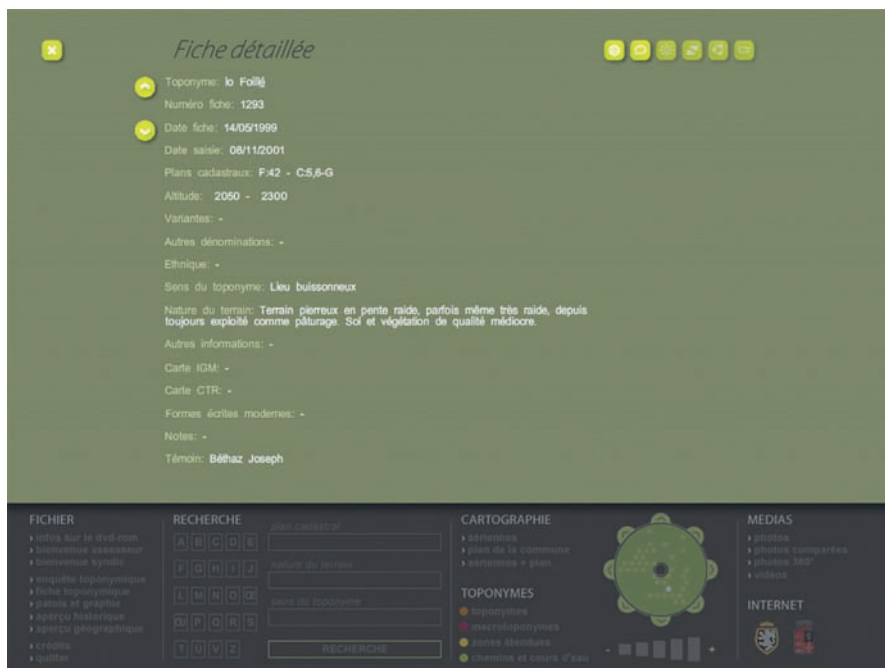 Fiche détaillée
Toponyme: lo Foillé
Numéro fiche: 1293
Date fiche: 14/05/1999
Date saisie: 08/11/2001
Plans cadastraux: F:42 - C:5,6-G
Altitude: 2050 - 2300
Variantes: -
Autres dénominations: -
Ethnique: -
Sens du toponyme: Lieu buissonneux
Nature du terrain: Terrain pierreux en pente raide, parfois même très raide, depuis
toujours exploité comme pâturage. Sol et végétation de qualité médiocre.
Autres informations: -
Carte IGM: -
Carte CTR: -
Formes écrites modernes: -
Notes: -
Témoin: Béthaz Joseph
FICHIER
infos sur le dvd-rom
bienvenue assesseur
bienvenue syndic
enquête toponymique
fiche toponymique
patois et graphie
aperçu historique
aperçu géographique
crédits
quitter
RECHERCHE
A B C D E
F G H I J
L M N O Œ
P Q R S
T U V Z
plan cadastral
nature du terrain
sens du toponyme
RECHERCHE
CARTOGRAPHIE
aériennes
plan de la commune
aériennes + plan
TOPONYMES
toponymes
macrotoponymes
zones étendues
chemins et cours d'eau
- +
MEDIAS
photos
photos comparées
photos 360°
vidéos
INTERNET